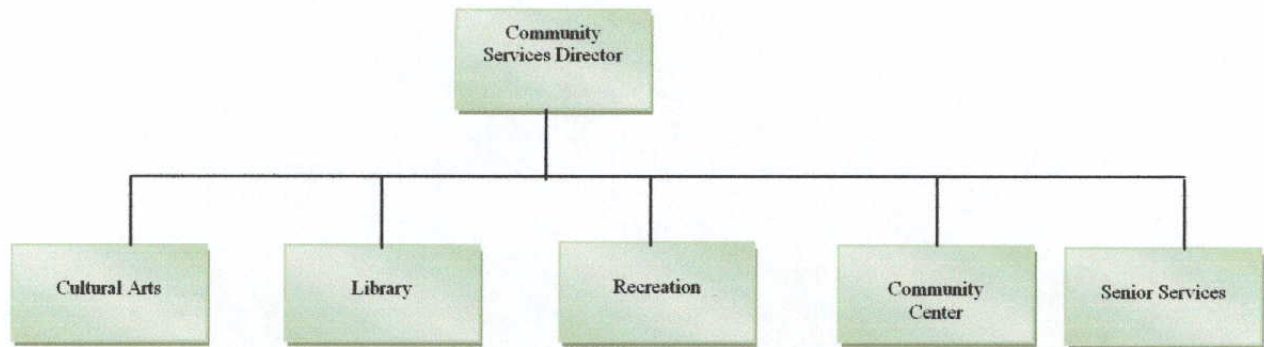 Community
Services Director
Cultural Arts
Library
Recreation
Community
Center
Senior Services